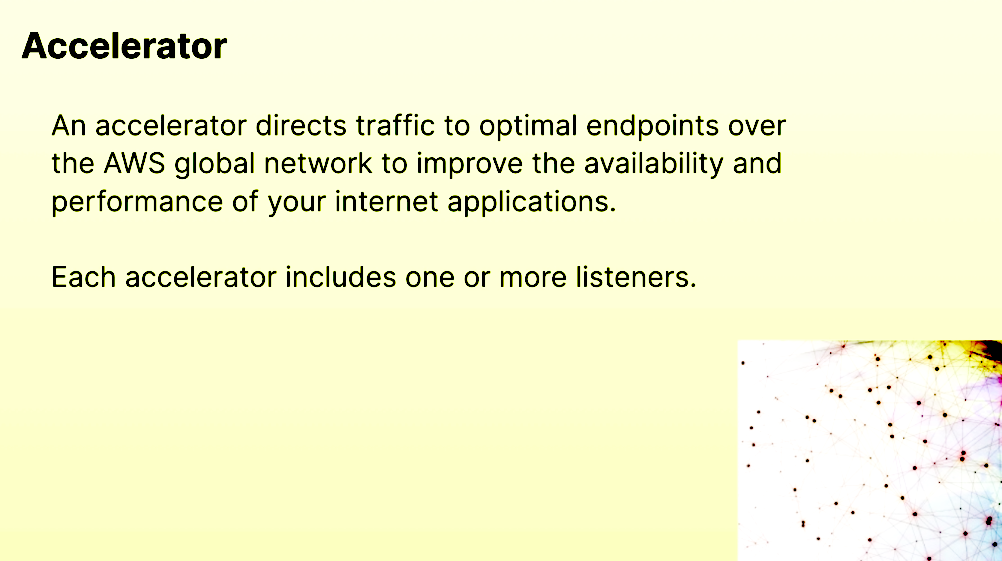 Accelerator
An accelerator directs traffic to optimal endpoints over
the AWS global network to improve the availability and
performance of your internet applications.
Each accelerator includes one or more listeners.